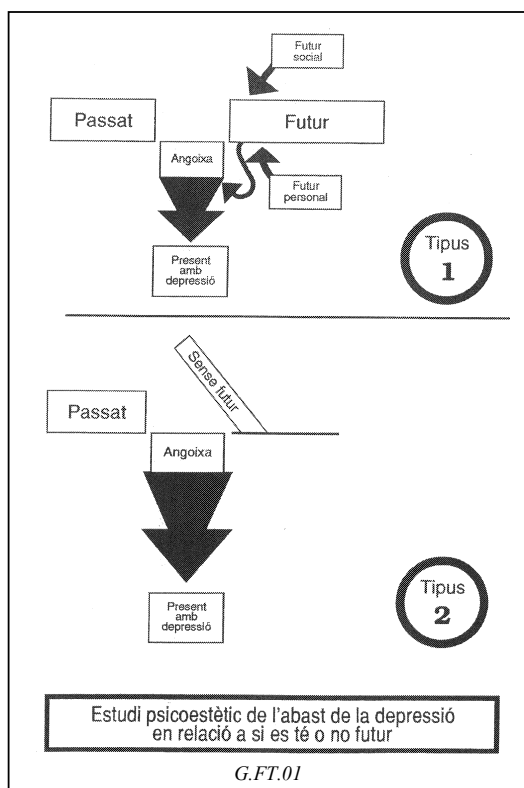 Futur
social
Passat
Futur
Angoixa
Futur
personal
Present
amb
depressió
Tipus
1
Sense futur
Passat
Angoixa
Present
amb
depressió
Tipus
2
Estudi psicoestètic de l'abast de la depressió
en relació a si es té o no futur
G.FT.01